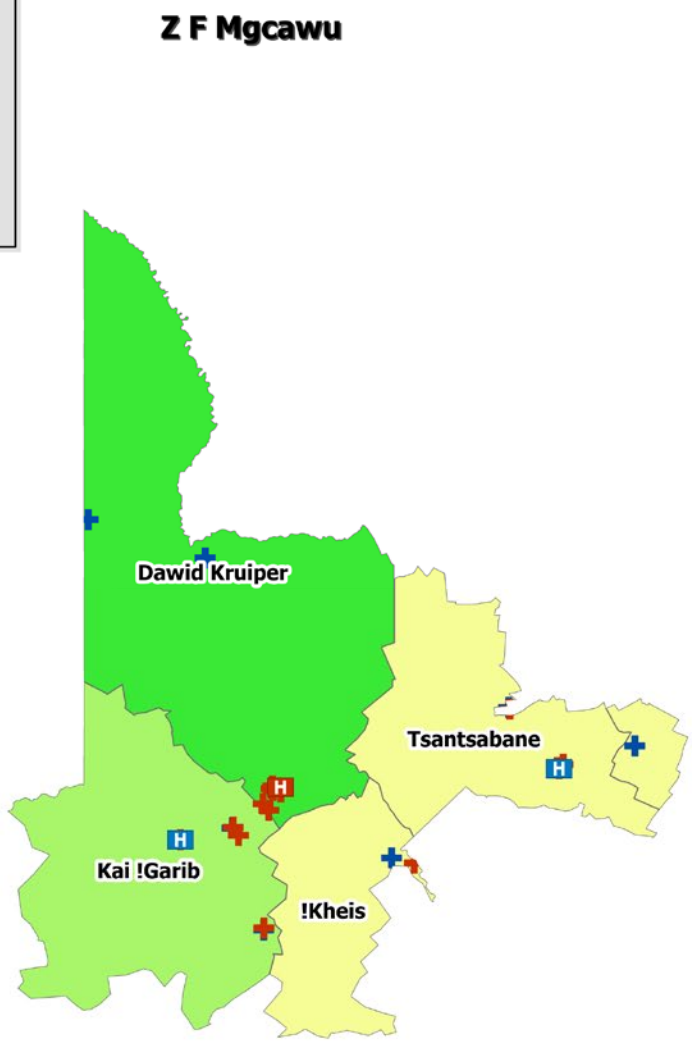 Z F Mgcawu
Dawid Kruiper
Tsantsabane
H
H
H
Kai !Garib
!Kheis